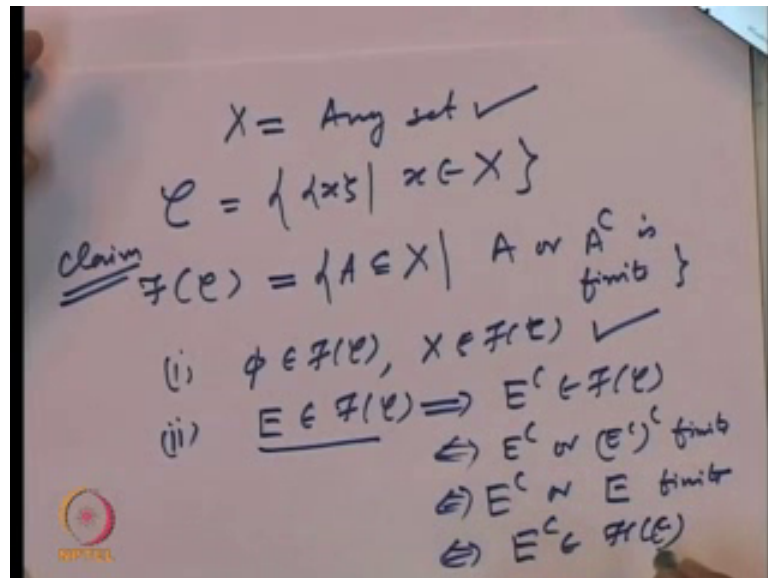 X = Any set ✓
C = { {x} | x ∈ X }
Claim
F(C) = { A ⊆ X | A or A^C is finite }
(i) ϕ ∈ F(C), X ∈ F(C) ✓
(ii) E ∈ F(C) ⇒ E^C ∈ F(C)
⇔ E^C or (E^C)^C finite
⇔ E^C or E finite
⇔ E^C ∈ F(C)
NPTEL